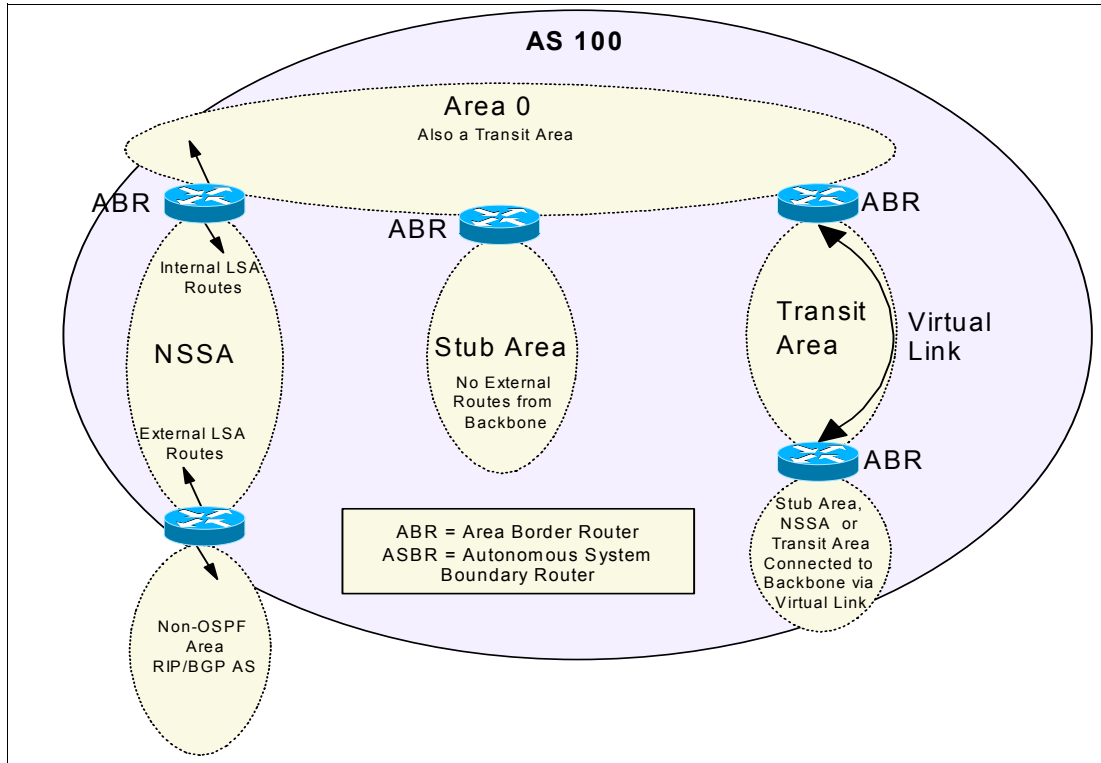 AS 100
Area 0
Also a Transit Area
ABR
ABR
ABR
Internal LSA
Routes
NSSA
External LSA
Routes
Stub Area
No External
Routes from
Backbone
Transit
Area
Virtual
Link
ABR
Stub Area,
NSSA or
Transit Area
Connected to
Backbone via
Virtual Link
ABR = Area Border Router
ASBR = Autonomous System
Boundary Router
Non-OSPF
Area
RIP/BGP AS